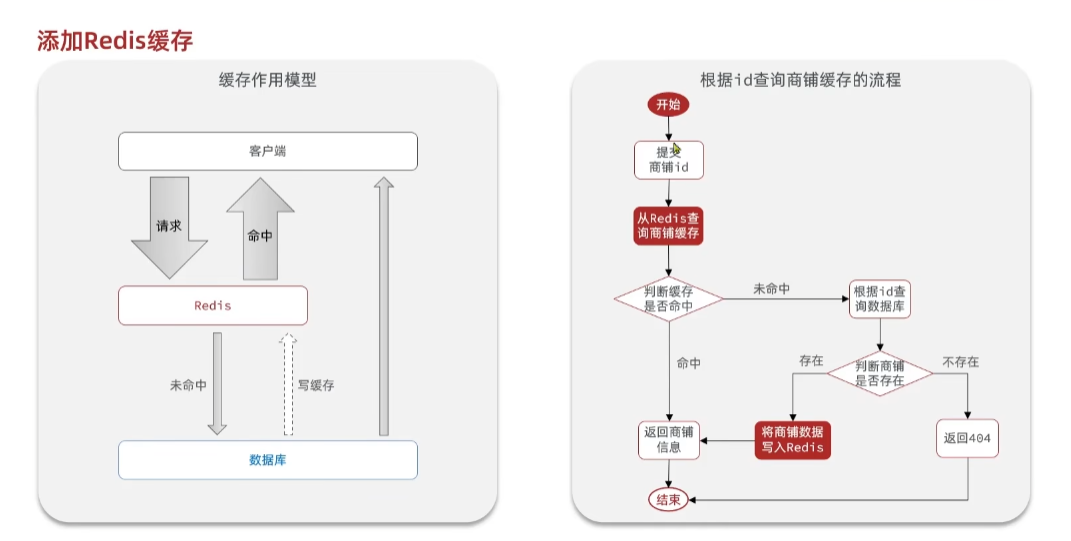 添加Redis缓存
缓存作用模型
客户端
请求
命中
Redis
未命中
写缓存
数据库
根据id查询商铺缓存的流程
开始
提交
商铺id
从Redis查
询商铺缓存
判断缓存
是否命中
未命中
根据id查
询数据库
命中
存在
判断商铺
是否存在
不存在
返回商铺
信息
将商铺数据
写入Redis
返回404
结束